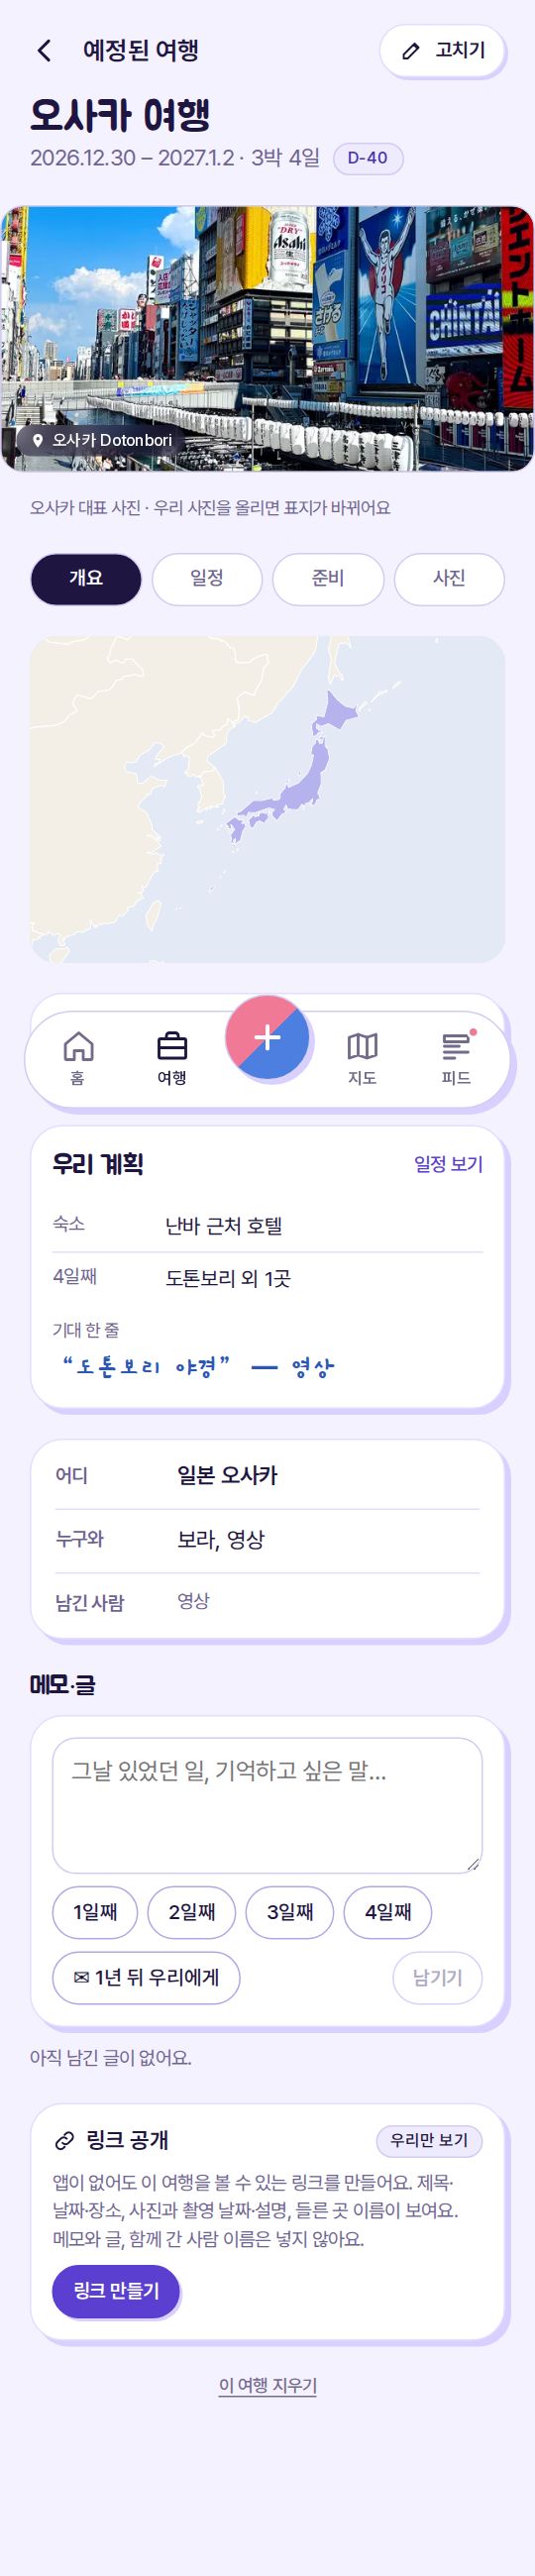 예정된 여행
고치기
오사카 여행
2026.12.30 – 2027.1.2 · 3박 4일
D-40
DRY
Asahi
グリコ
CHINTAI
オサカ Dotonbori
오사카 대표 사진 · 우리 사진을 올리면 표지가 바뀌어요
개요
일정
준비
사진
홈
여행
지도
피드
우리 계획
일정 보기
숙소
난바 근처 호텔
4일째
도톤보리 외 1곳
기대 한 줄
“도톤보리 야경” — 영상
어디
일본 오사카
누구와
보라, 영상
남긴 사람
영상
메모·글
그날 있었던 일, 기억하고 싶은 말…
1일째
2일째
3일째
4일째
✉ 1년 뒤 우리에게
남기기
아직 남긴 글이 없어요.
링크 공개
우리만 보기
앱이 없어도 이 여행을 볼 수 있는 링크를 만들어요. 제목·
날짜·장소, 사진과 촬영 날짜·설명, 들른 곳 이름이 보여요.
메모와 글, 함께 간 사람 이름은 넣지 않아요.
링크 만들기
이 여행 지우기